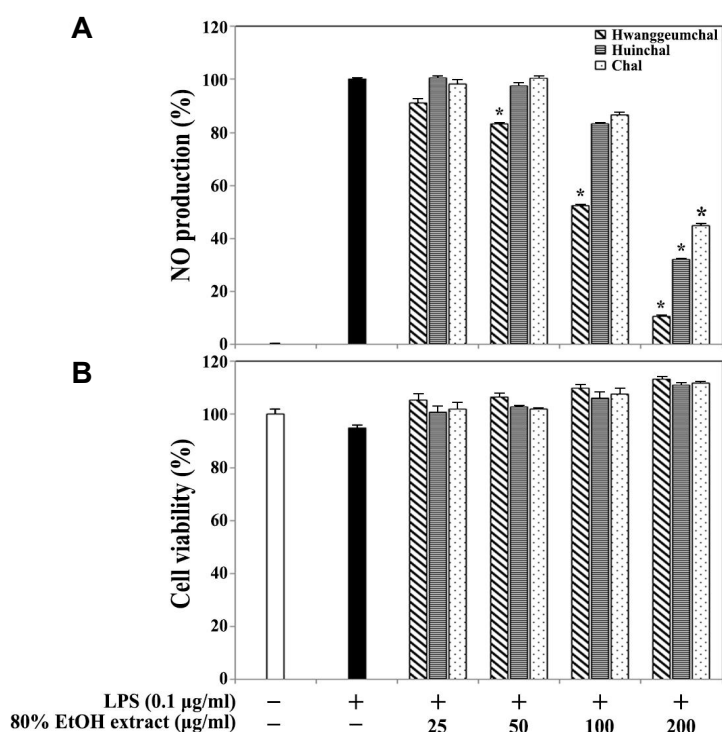 A
Hwanggeumchal
Huinchal
Chal
NO production (%)
120
100
80
60
40
20
0
*
*
*
*
*
B
Cell viability (%)
120
100
80
60
40
20
0
LPS (0.1 µg/ml) – + + + + +
80% EtOH extract (µg/ml) – – 25 50 100 200